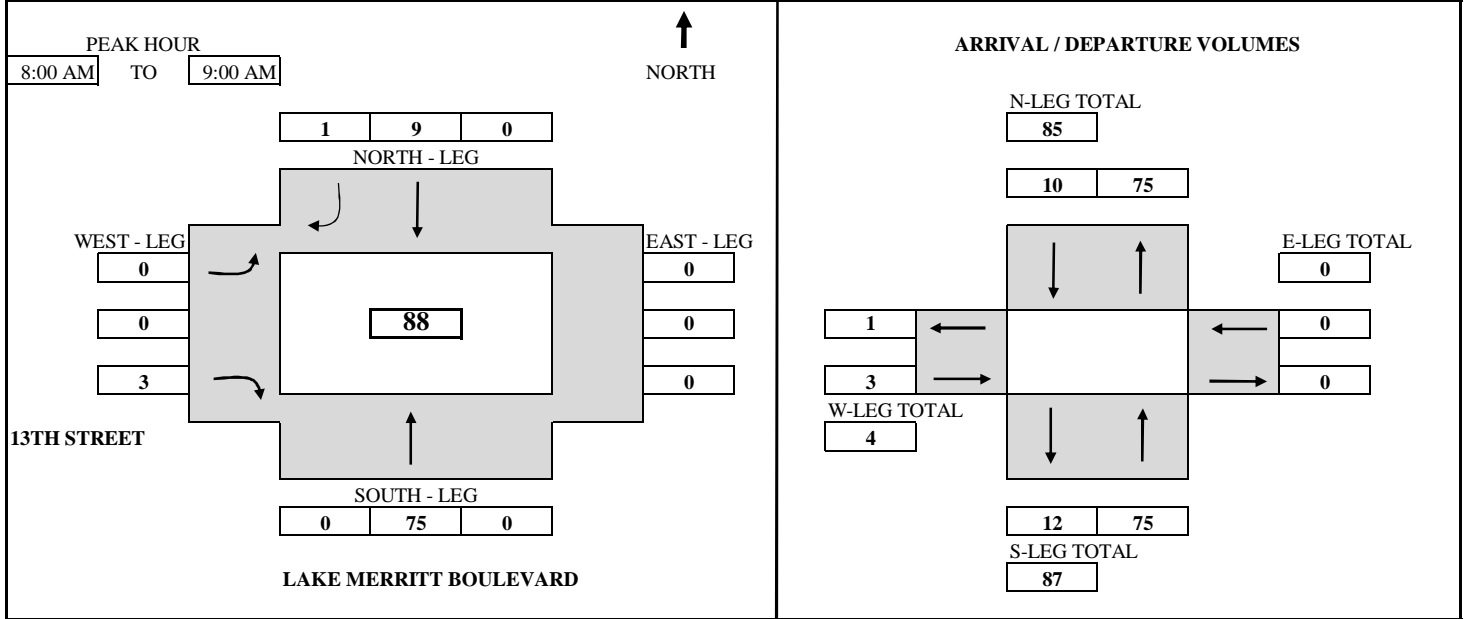 PEAK HOUR
8:00 AM TO 9:00 AM
NORTH
1 9 0
NORTH - LEG
WEST - LEG
EAST - LEG
0
0
0
88
0
3
0
13TH STREET
SOUTH - LEG
0 75 0
LAKE MERRITT BOULEVARD
ARRIVAL / DEPARTURE VOLUMES
N-LEG TOTAL
85
10 75
E-LEG TOTAL
0
1
0
3
0
W-LEG TOTAL
4
12 75
S-LEG TOTAL
87